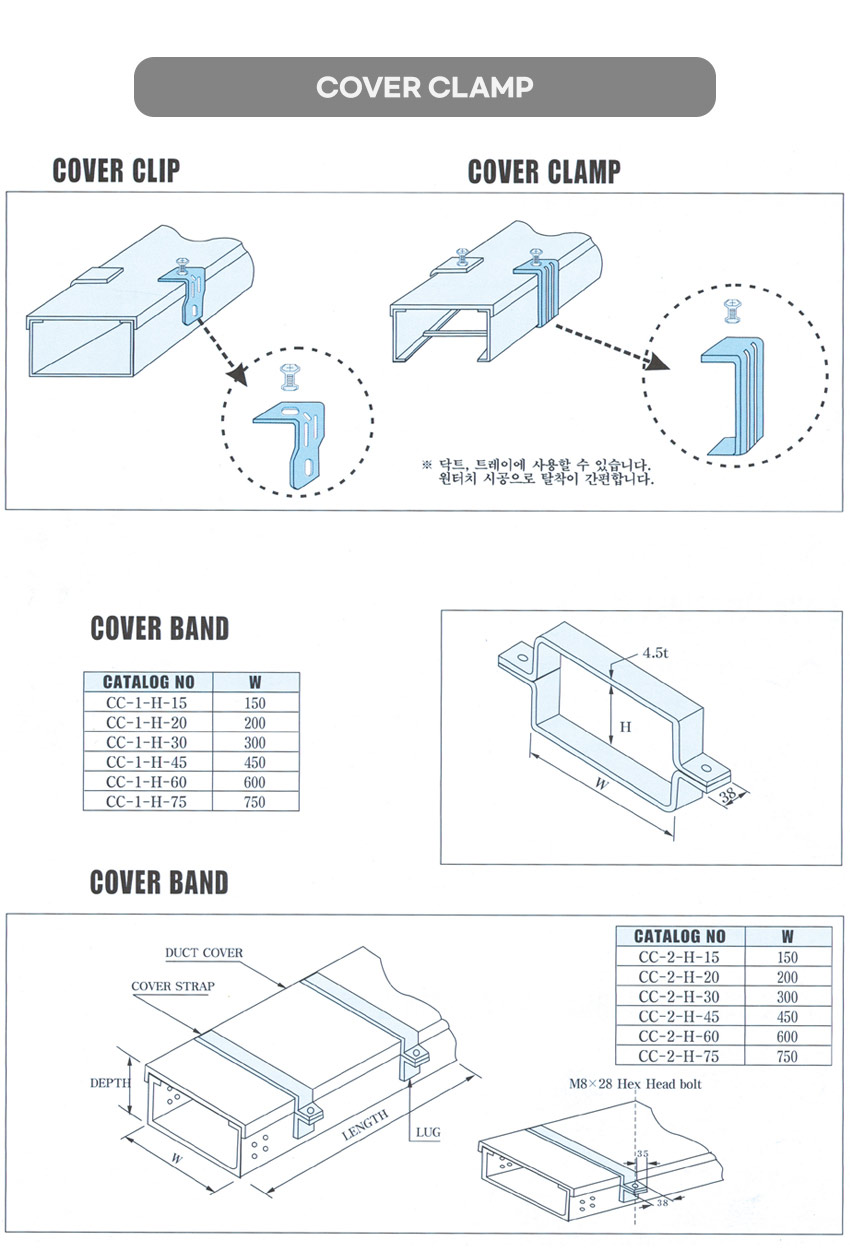 COVER CLAMP
COVER CLIP
COVER CLAMP
※ 닥트, 트레이에 사용할 수 있습니다.
원터치 시공으로 탈착이 간편합니다.
COVER BAND
CATALOG NO W
CC-1-H-15 150
CC-1-H-20 200
CC-1-H-30 300
CC-1-H-45 450
CC-1-H-60 600
CC-1-H-75 750
4.5t
H
W
38
COVER BAND
DUCT COVER
COVER STRAP
DEPTH
W
LENGTH
LUG
CATALOG NO W
CC-2-H-15 150
CC-2-H-20 200
CC-2-H-30 300
CC-2-H-45 450
CC-2-H-60 600
CC-2-H-75 750
M8×28 Hex Head bolt
35
38